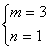 {m = 3
n = 1